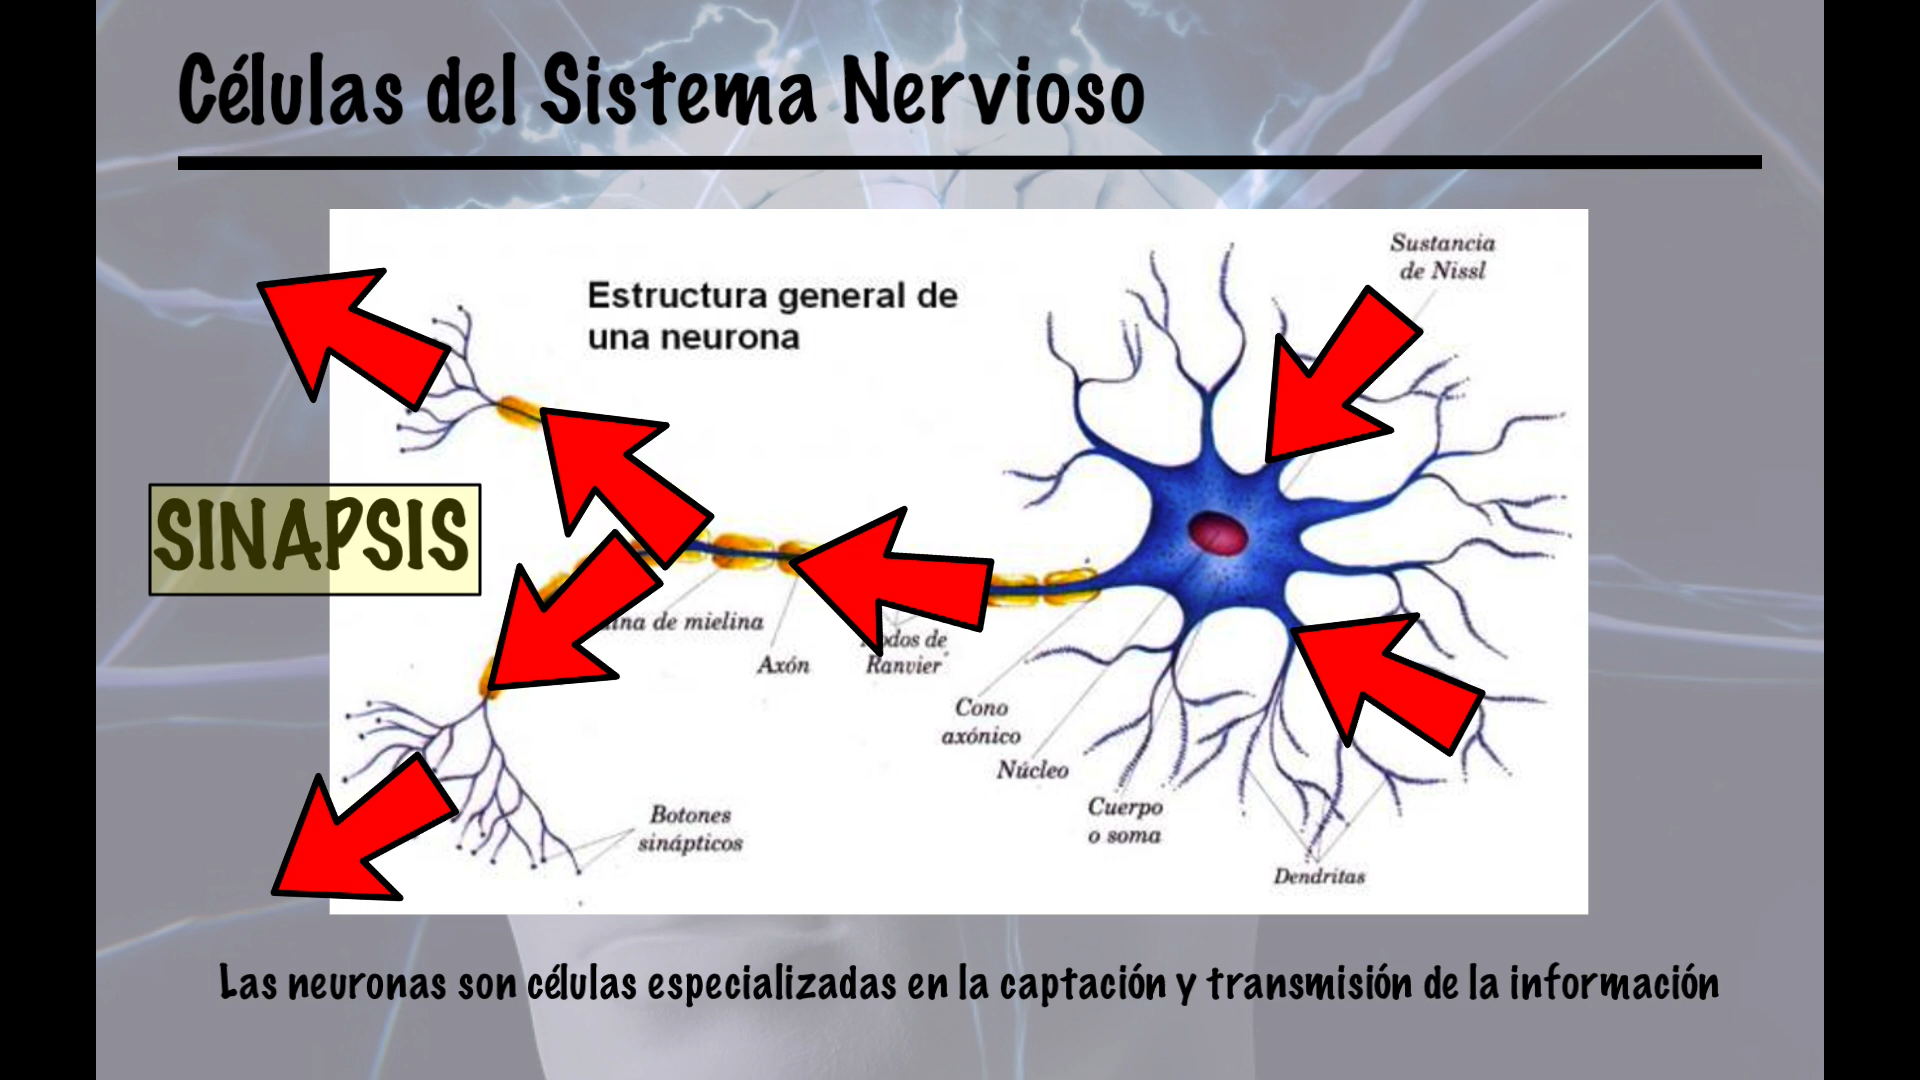 Células del Sistema Nervioso
Sustancia
de Nissl
Estructura general de
una neurona
SINAPSIS
de mielina
Axón
Ranvier
Cono
axónico
Núcleo
Cuerpo
o soma
Botones
sinápticos
Dendritas
Las neuronas son células especializadas en la captación y transmisión de la información